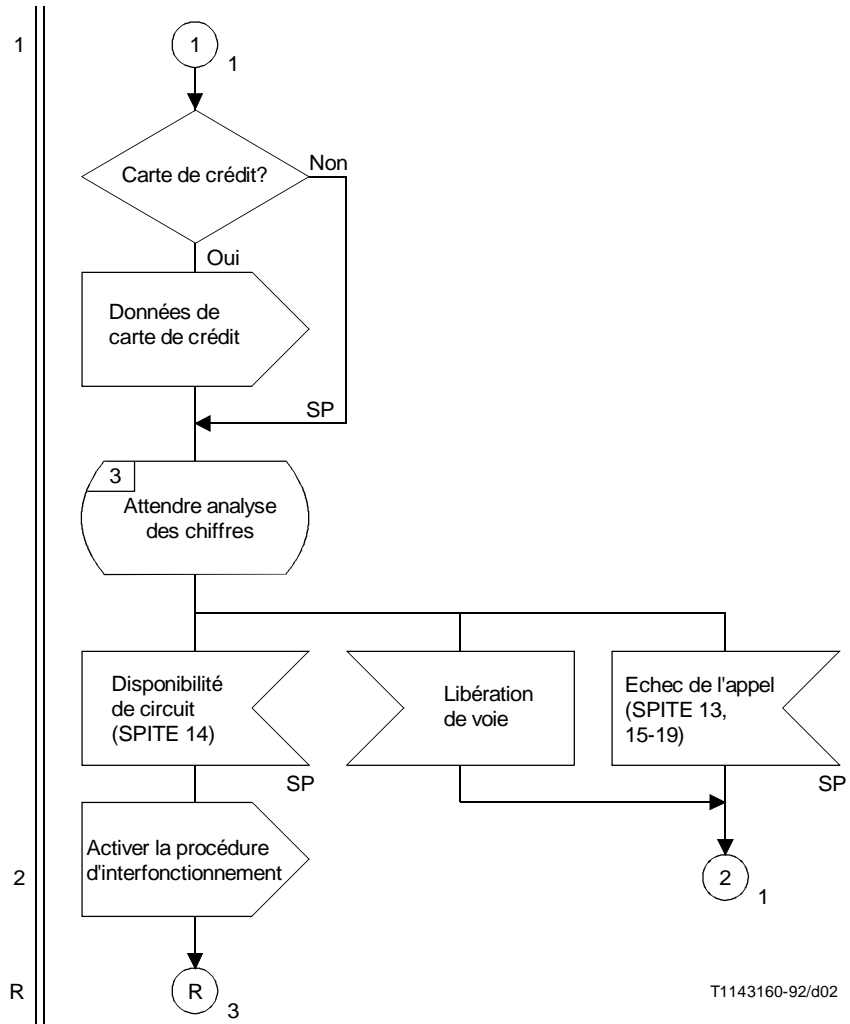 1
1
1
Carte de crédit?
Non
Oui
Données de
carte de crédit
SP
3
Attendre analyse
des chiffres
Disponibilité
de circuit
(SPITE 14)
SP
Libération
de voie
Echec de l'appel
(SPITE 13,
15-19)
SP
Activer la procédure
d'interfonctionnement
2
2
1
R
R
3
T1143160-92/d02